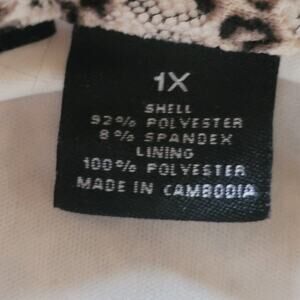 1X
SHELL
92% POLYESTER
8% SPANDEX
LINING
100% POLYESTER
MADE IN CAMBODIA